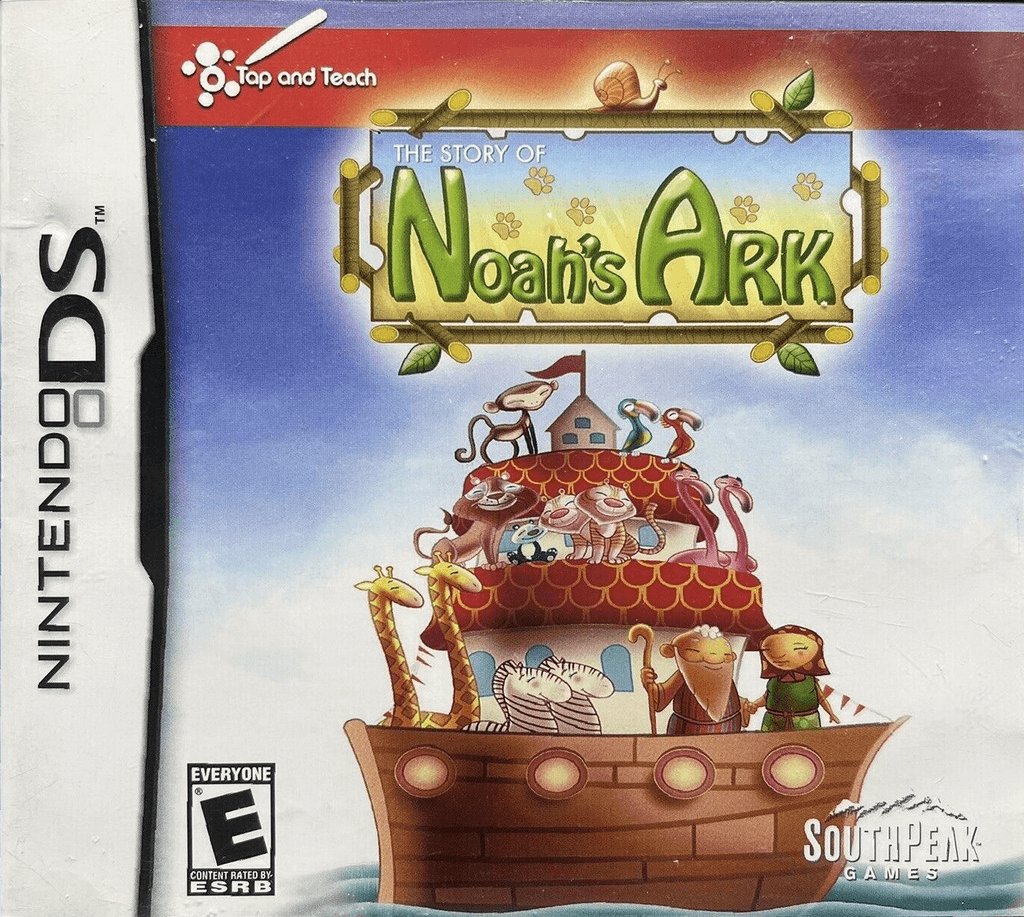 Tap and Teach
THE STORY OF
NOAH'S ARK
NINTENDO DS™
EVERYONE
E
®
CONTENT RATED BY
ESRB
SOUTHPEAK
GAMES